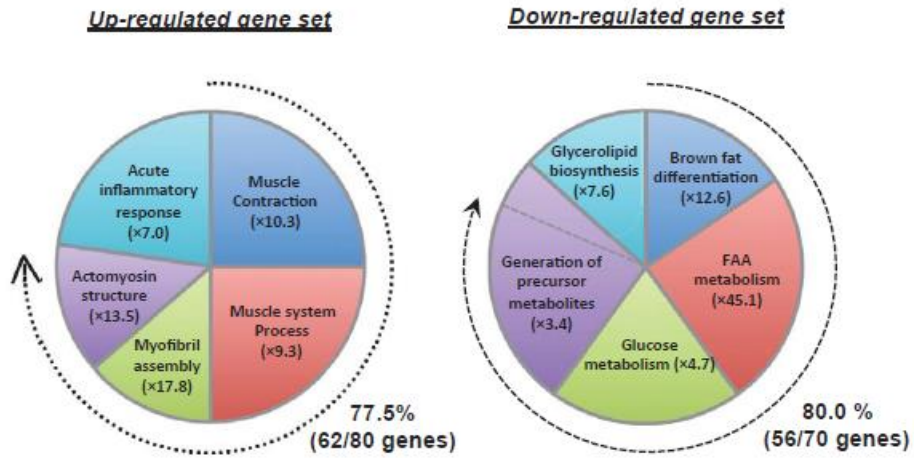 Up-regulated gene set
Down-regulated gene set
Acute
inflammatory
response
(×7.0)
Muscle
Contraction
(×10.3)
Actomyosin
structure
(×13.5)
Myofibril
assembly
(×17.8)
Muscle system
Process
(×9.3)
77.5%
(62/80 genes)
Glycerolipid
biosynthesis
(×7.6)
Brown fat
differentiation
(×12.6)
Generation of
precursor
metabolites
(×3.4)
FAA
metabolism
(×45.1)
Glucose
metabolism (×4.7)
80.0 %
(56/70 genes)